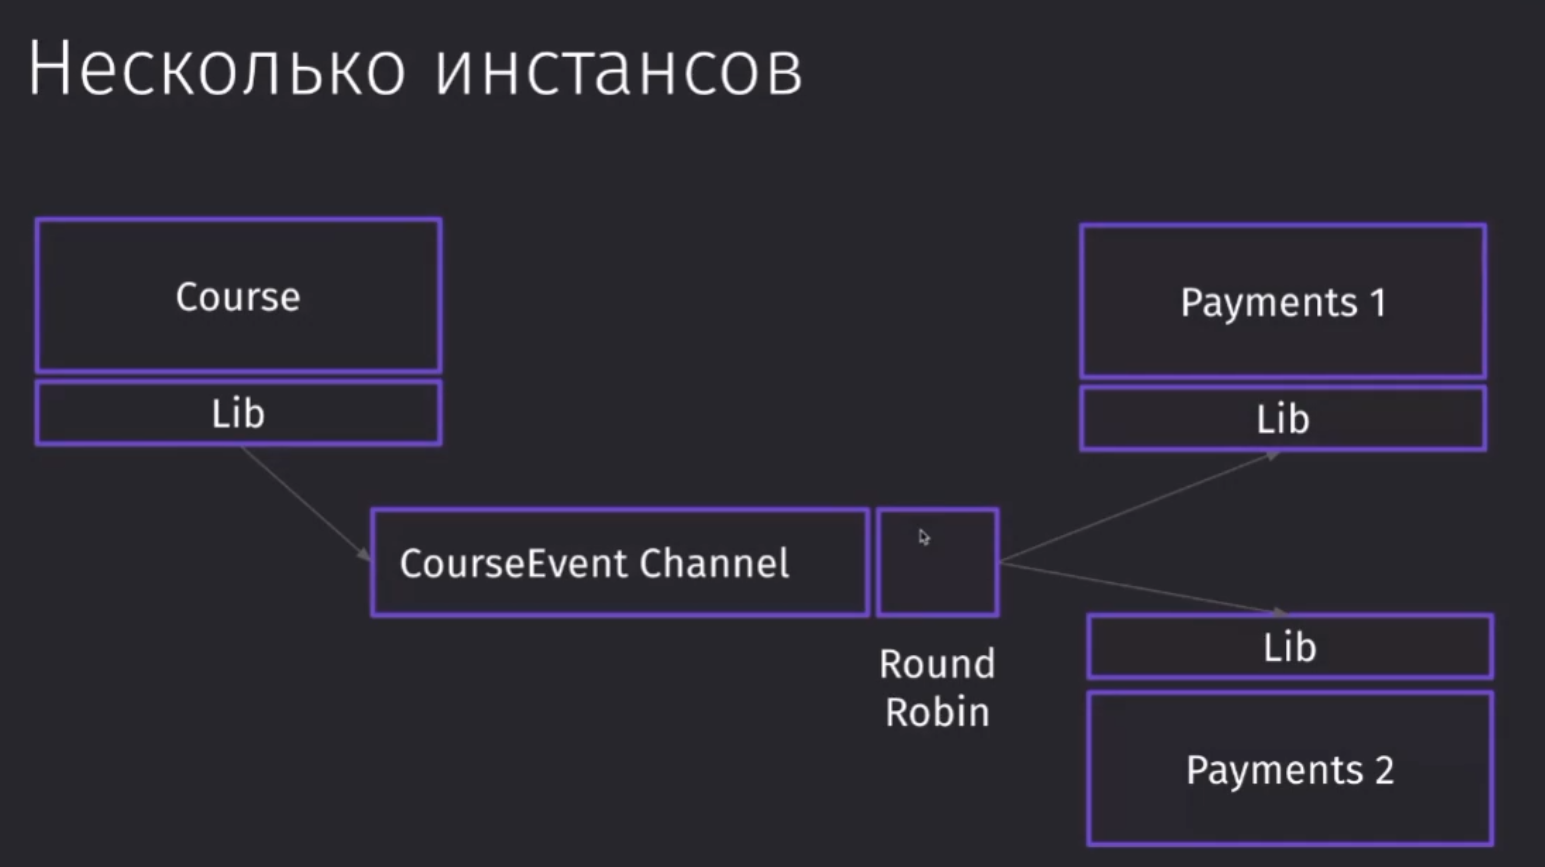 Несколько инстансов
Course
Lib
Payments 1
Lib
CourseEvent Channel
Round
Robin
Lib
Payments 2